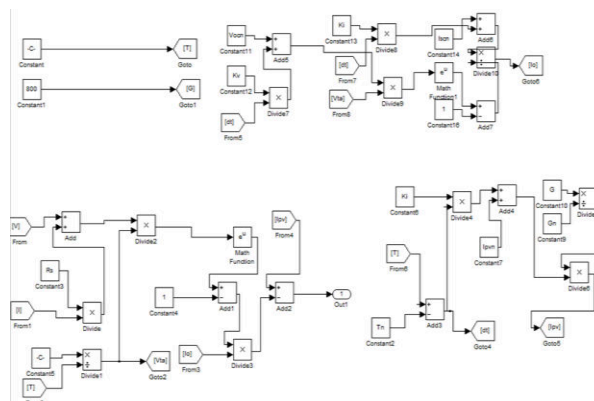 -C-
Constant
[T]
Goto
800
Constant1
[G]
Goto1
Vocn
Constant11
Add5
Kv
Constant12
Divide7
[dt]
From5
Ki
Constant13
Divide8
[dt]
From7
[Vta]
From8
Divide9
Iscn
Constant14
Add6
Divide10
[Io]
Goto6
e^u
Math
Function1
1
Constant16
Add7
[V]
From
Add
Divide2
e^u
Math
Function
Rs
Constant3
[I]
From1
Divide
1
Constant4
Add1
[Ipv]
From4
Add2
1
Out1
[Io]
From3
Divide3
-C-
Constant5
[T]
Divide1
[Vta]
Goto2
Ki
Constant6
Divide4
Add4
Ipvn
Constant7
G
Constant10
Gn
Constant9
Divide
Divide6
[T]
From6
Tn
Constant2
Add3
[dt]
Goto4
[Ipv]
Goto5